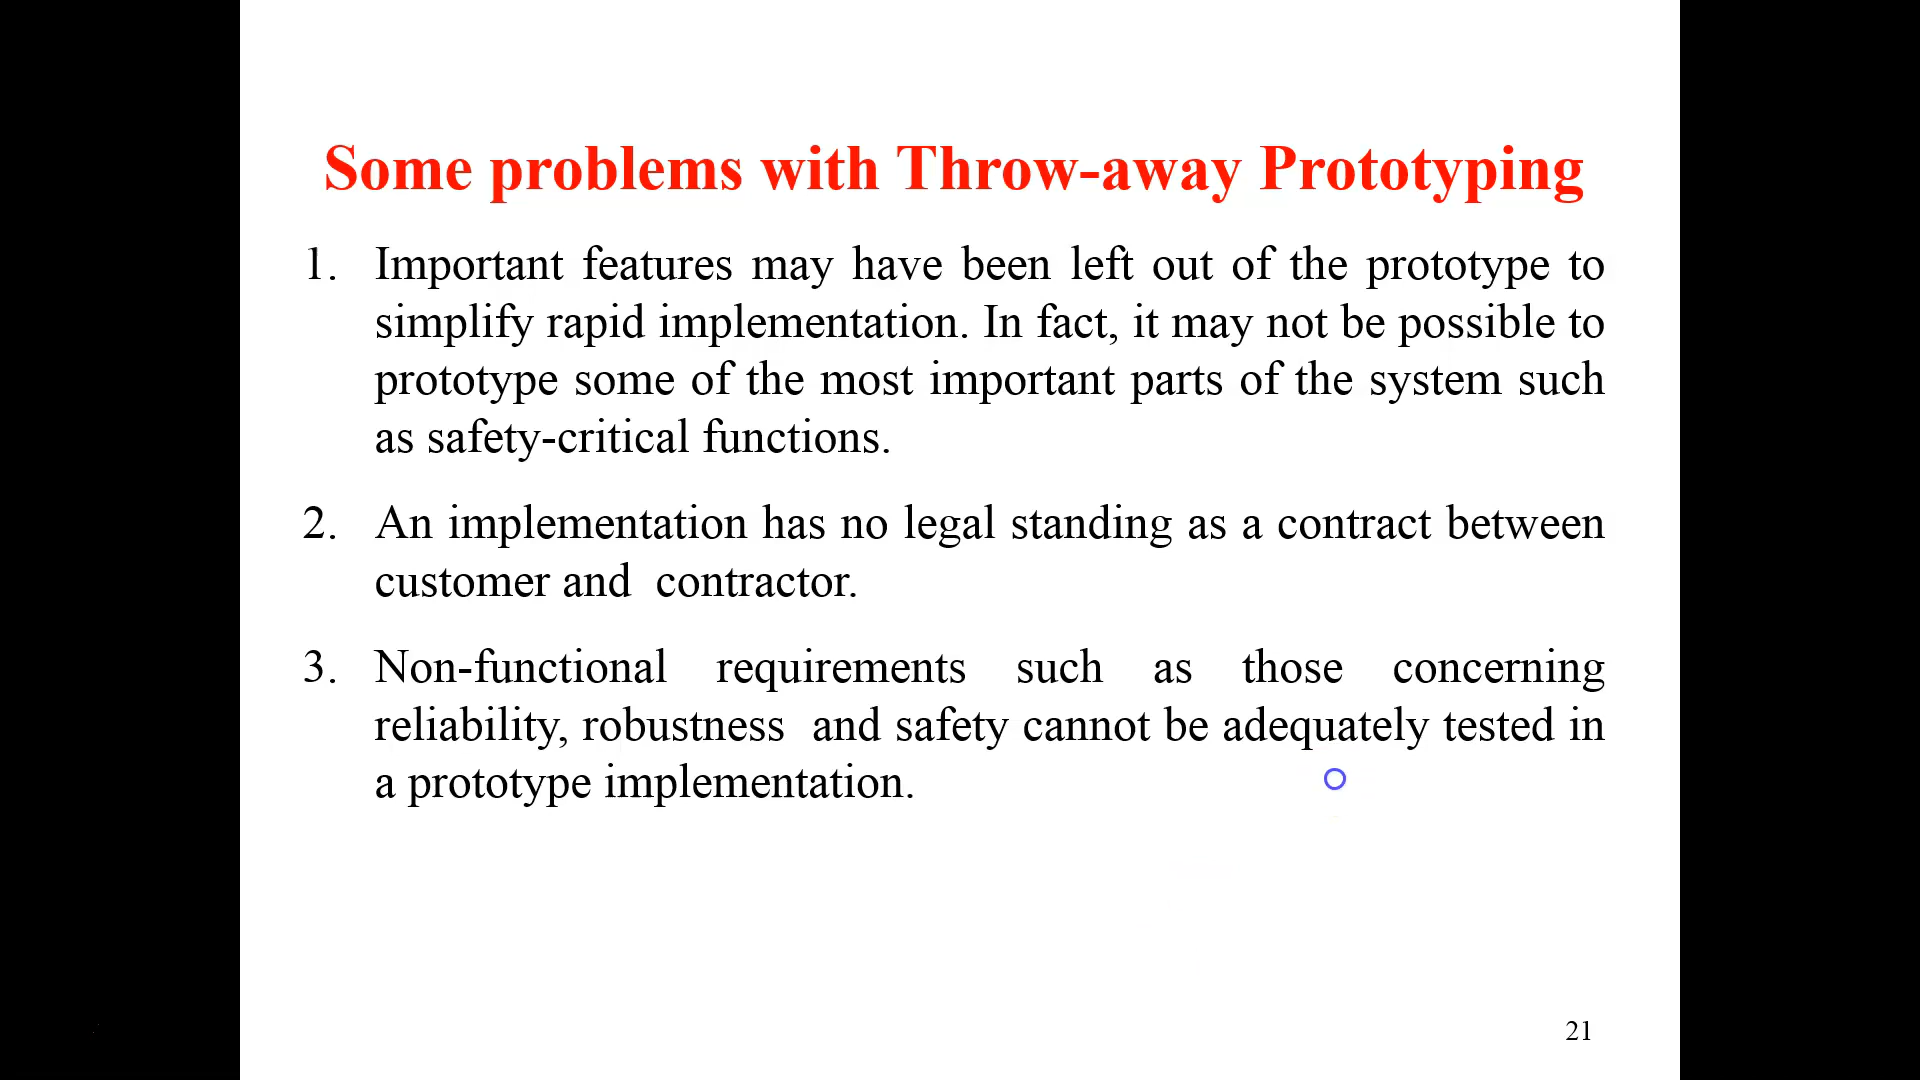 Some problems with Throw-away Prototyping
1. Important features may have been left out of the prototype to
simplify rapid implementation. In fact, it may not be possible to
prototype some of the most important parts of the system such
as safety-critical functions.
2. An implementation has no legal standing as a contract between
customer and  contractor.
3. Non-functional requirements such as those concerning
reliability, robustness  and safety cannot be adequately tested in
a prototype implementation.
21